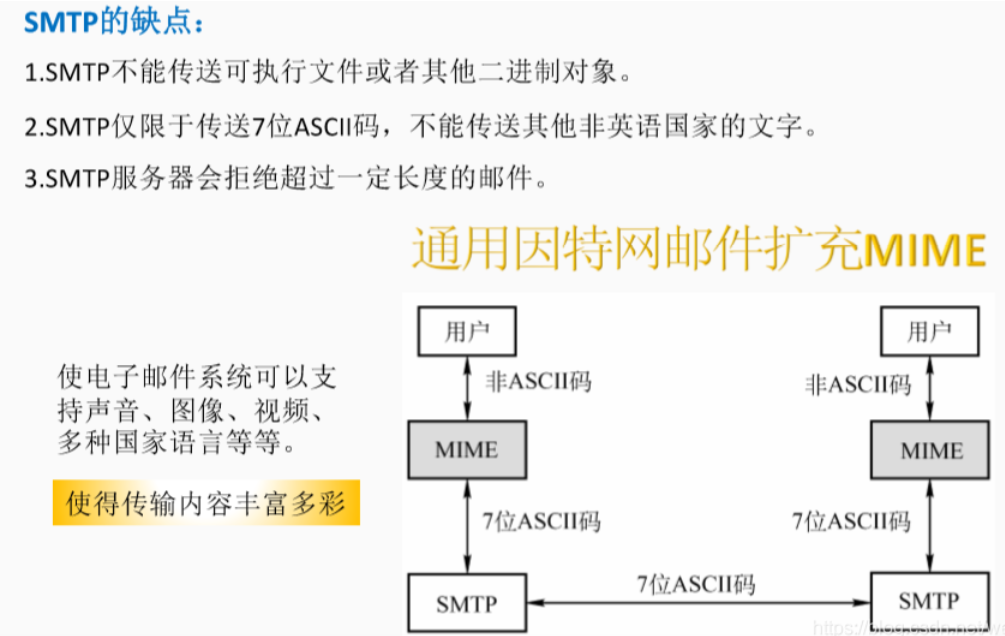 SMTP的缺点：
1.SMTP不能传送可执行文件或者其他二进制对象。
2.SMTP仅限于传送7位ASCII码，不能传送其他非英语国家的文字。
3.SMTP服务器会拒绝超过一定长度的邮件。
通用因特网邮件扩充MIME
使电子邮件系统可以支
持声音、图像、视频、
多种国家语言等等。
使得传输内容丰富多彩
用户
用户
非ASCII码
非ASCII码
MIME
MIME
7位ASCII码
7位ASCII码
7位ASCII码
SMTP
SMTP